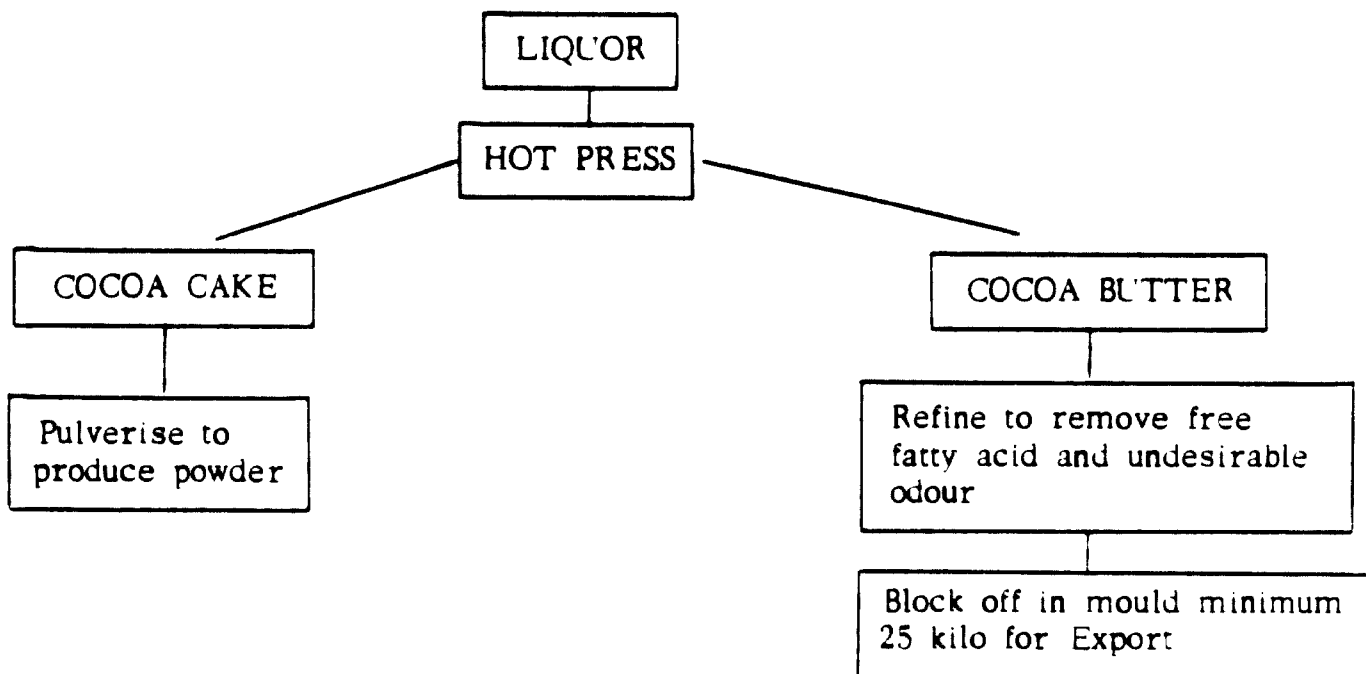 LIQUOR
HOT PRESS
COCOA CAKE
COCOA BUTTER
Pulverise to
produce powder
Refine to remove free
fatty acid and undesirable
odour
Block off in mould minimum
25 kilo for Export